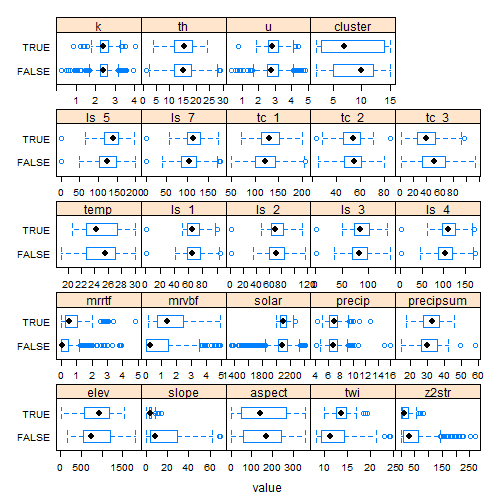 k th u cluster
TRUE
FALSE
1 2 3 4 0 5 10 15 20 25 30 1 2 3 4 5 5 10 15
ls_5 ls_7 tc_1 tc_2 tc_3
TRUE
FALSE
0 50 100 150 200 0 50 100 150 200 50 100 150 200 40 60 80 0 20 40 60 80
temp ls_1 ls_2 ls_3 ls_4
TRUE
FALSE
20 22 24 26 28 30 0 20 40 60 80 0 20 40 60 80 120 0 50 100 50 100 150
mrrtf mrvbf solar precip precipsum
TRUE
FALSE
0 1 2 3 4 5 0 1 2 3 4 5 1400 1800 2200 4 6 8 10 12 14 16 20 30 40 50 60
elev slope aspect twi z2str
TRUE
FALSE
0 500 1500 0 20 40 60 0 100 200 300 10 15 20 25 0 50 150 250
value